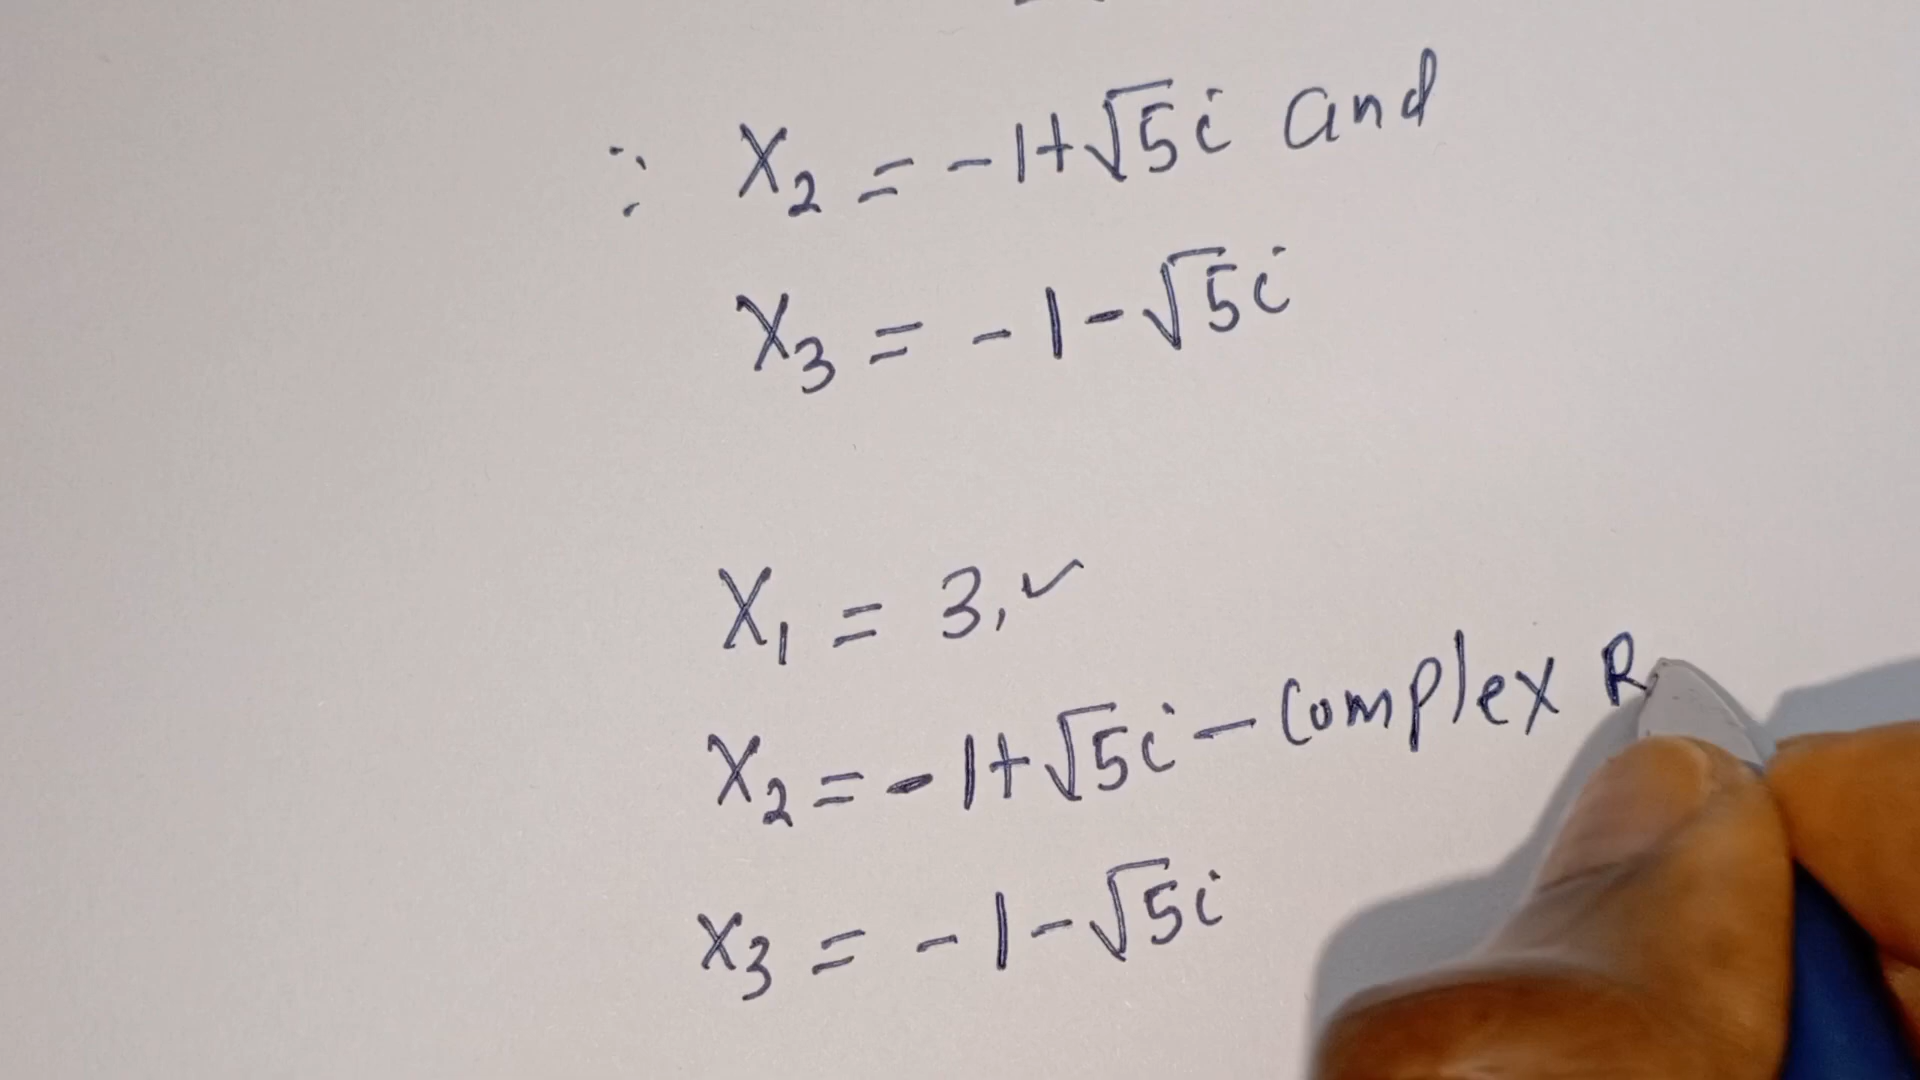 ∵ X₂ = -1+√5i and
X₃ = -1-√5i
X₁ = 3, ✓
X₂ = -1+√5i - Complex R
X₃ = -1-√5i